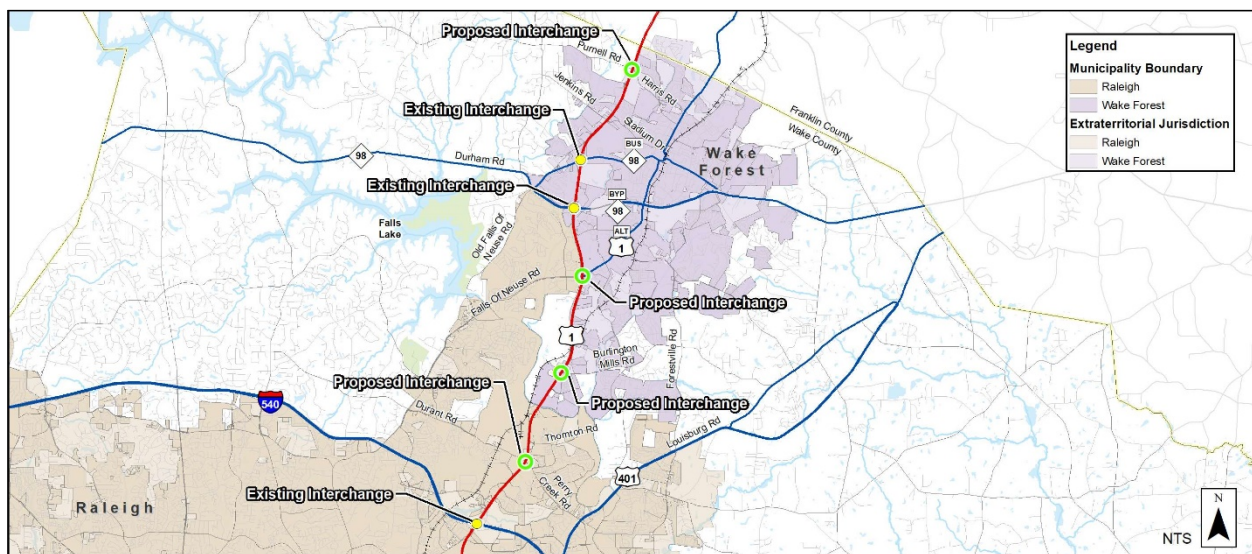 Proposed Interchange
Purnell Rd
Harris Rd
Jenkins Rd
Existing Interchange
Stadium Dr
Franklin County
Wake County
BUS
98
98
Durham Rd
Wake
Forest
Existing Interchange
BYP
98
Falls
Lake
Old Falls Of
Neuse Rd
ALT
1
Falls Of Neuse Rd
Proposed Interchange
1
Burlington
Mills Rd
Forestville Rd
Proposed Interchange
540
Durant Rd
Proposed Interchange
Thornton Rd
Louisburg Rd
401
Perry
Creek Rd
Existing Interchange
Raleigh
Legend
Municipality Boundary
Raleigh
Wake Forest
Extraterritorial Jurisdiction
Raleigh
Wake Forest
N
NTS